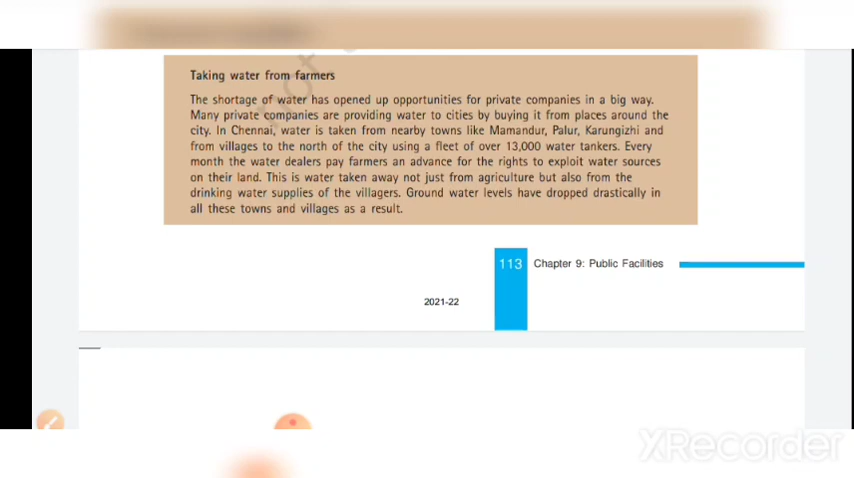 Taking water from farmers
The shortage of water has opened up opportunities for private companies in a big way.
Many private companies are providing water to cities by buying it from places around the
city. In Chennai, water is taken from nearby towns like Mamandur, Palur, Karungizhi and
from villages to the north of the city using a fleet of over 13,000 water tankers. Every
month the water dealers pay farmers an advance for the rights to exploit water sources
on their land. This is water taken away not just from agriculture but also from the
drinking water supplies of the villagers. Ground water levels have dropped drastically in
all these towns and villages as a result.
113 Chapter 9: Public Facilities
2021-22
XRecorder